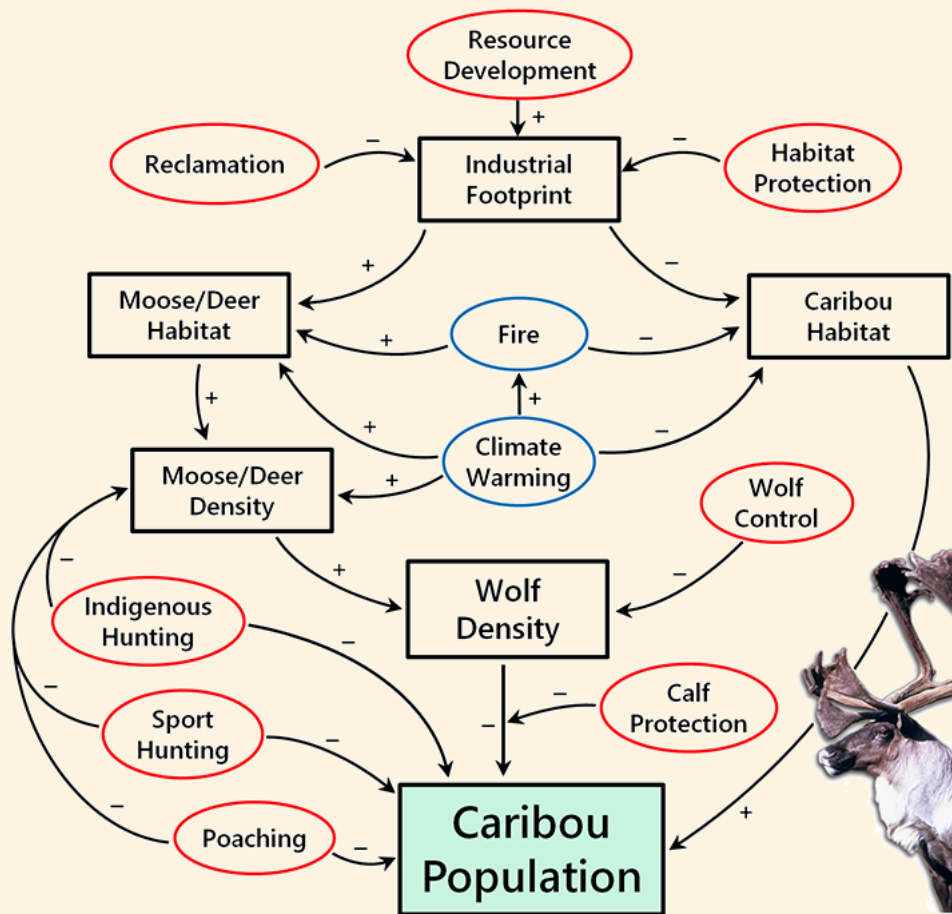 Resource
Development
+
Reclamation
–
Industrial
Footprint
–
Habitat
Protection
+
–
Moose/Deer
Habitat
+
Fire
–
Caribou
Habitat
+
+
+
Climate
Warming
–
Moose/Deer
Density
+
Wolf
Control
–
+
Wolf
Density
–
Indigenous
Hunting
–
–
Sport
Hunting
–
–
–
Calf
Protection
–
Poaching
–
Caribou
Population
+